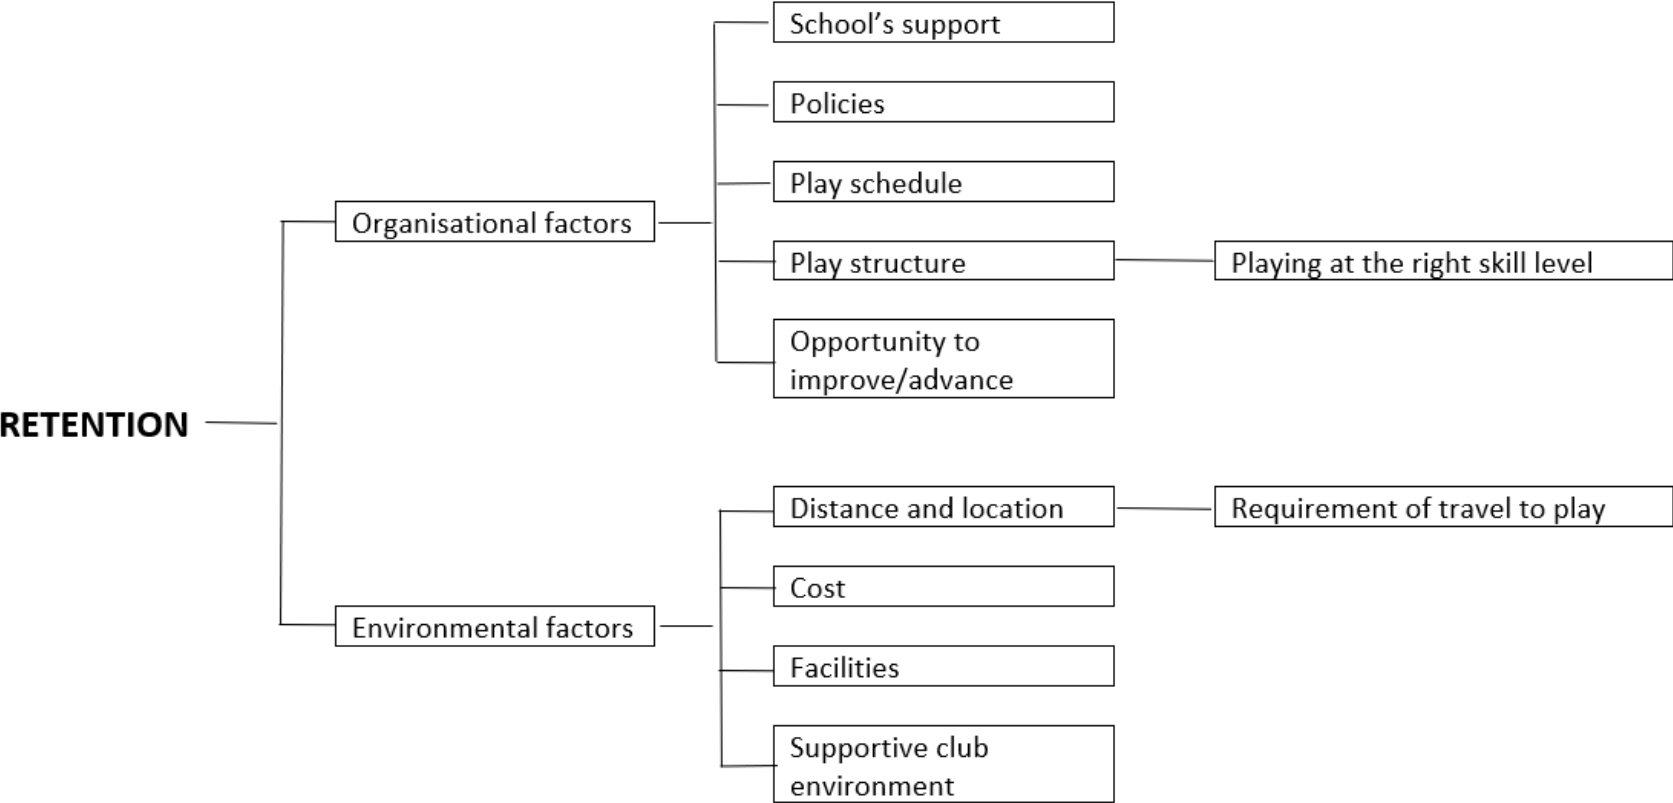 School’s support
Policies
Play schedule
Organisational factors
Play structure
Playing at the right skill level
Opportunity to
improve/advance
RETENTION
Distance and location
Requirement of travel to play
Cost
Environmental factors
Facilities
Supportive club
environment